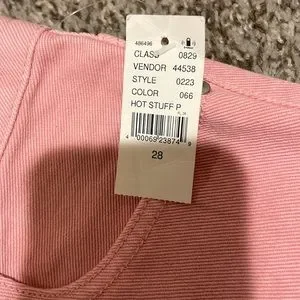 486496
CLASS 0829
VENDOR 44538
STYLE 0223
COLOR 066
HOT STUFF P
4 00069 23874 9
28